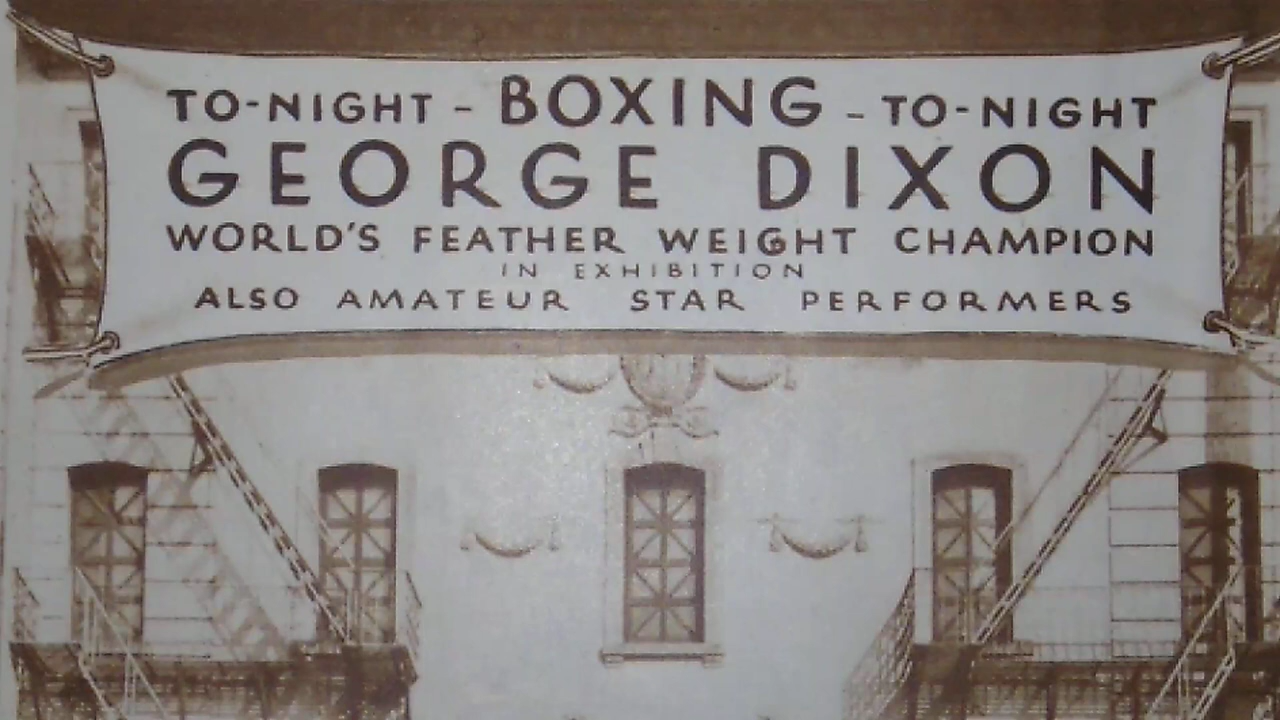 TO-NIGHT - BOXING - TO-NIGHT
GEORGE DIXON
WORLD'S FEATHER WEIGHT CHAMPION
IN EXHIBITION
ALSO AMATEUR STAR PERFORMERS